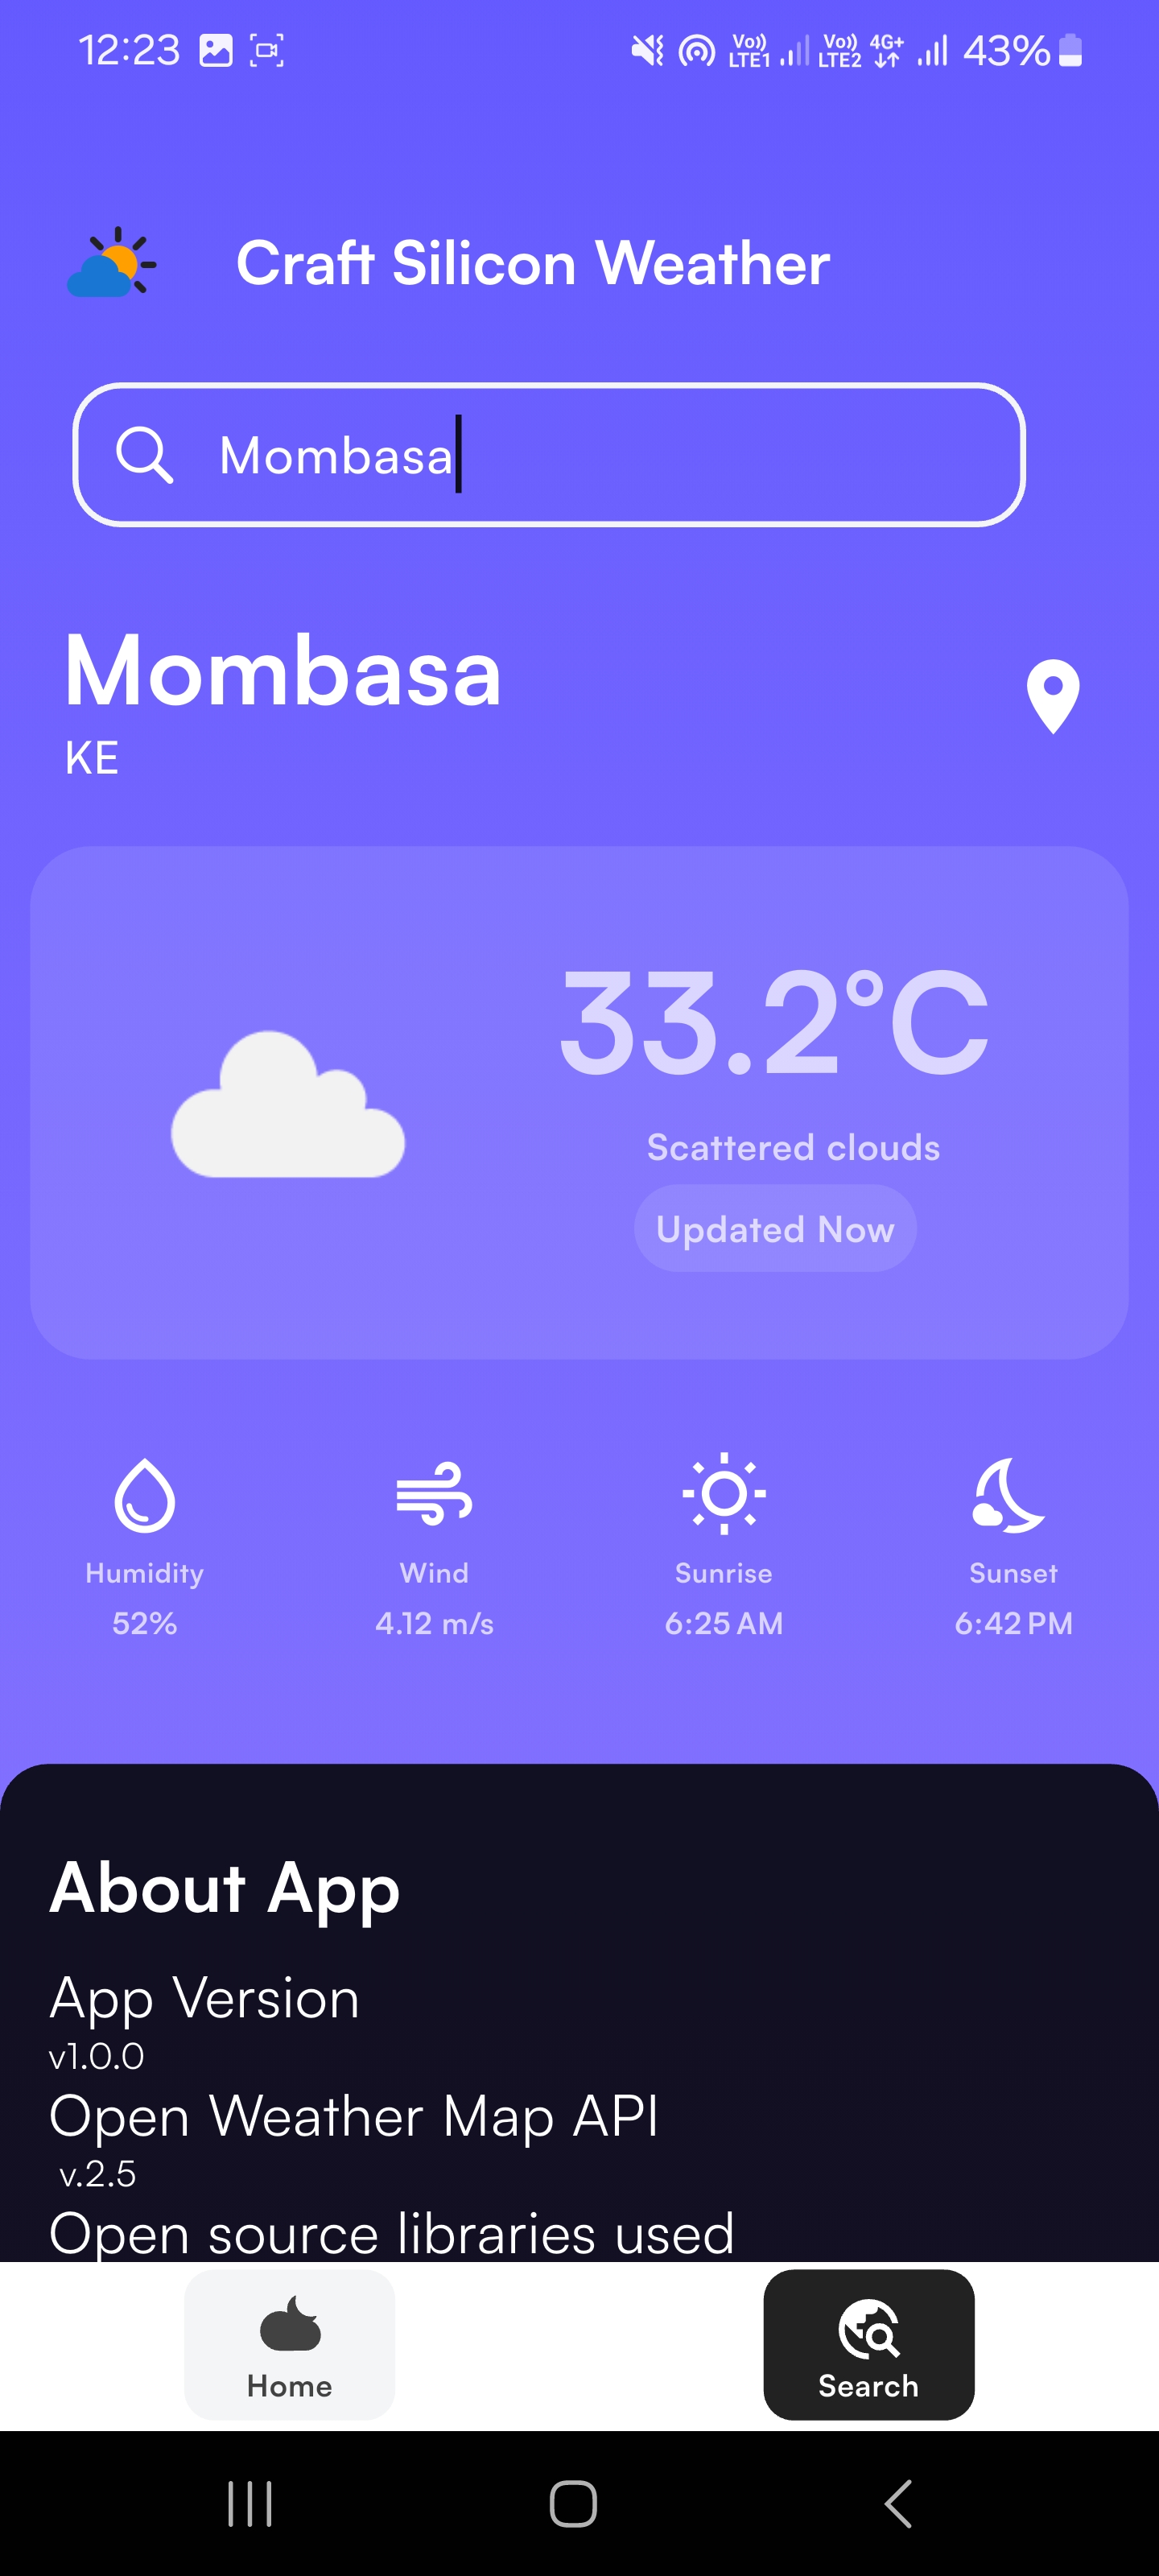 12:23 Vo)) LTE1 Vo)) LTE2 4G+ 43%
Craft Silicon Weather
Mombasa
Mombasa
KE
33.2°C
Scattered clouds
Updated Now
Humidity Wind Sunrise Sunset
52% 4.12 m/s 6:25 AM 6:42 PM
About App
App Version
v1.0.0
Open Weather Map API
v.2.5
Open source libraries used
Home Search